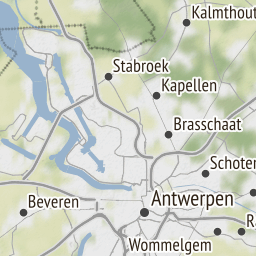 Kalmthout
Stabroek
Kapellen
Brasschaat
Schoten
Beveren
Antwerpen
Wommelgem